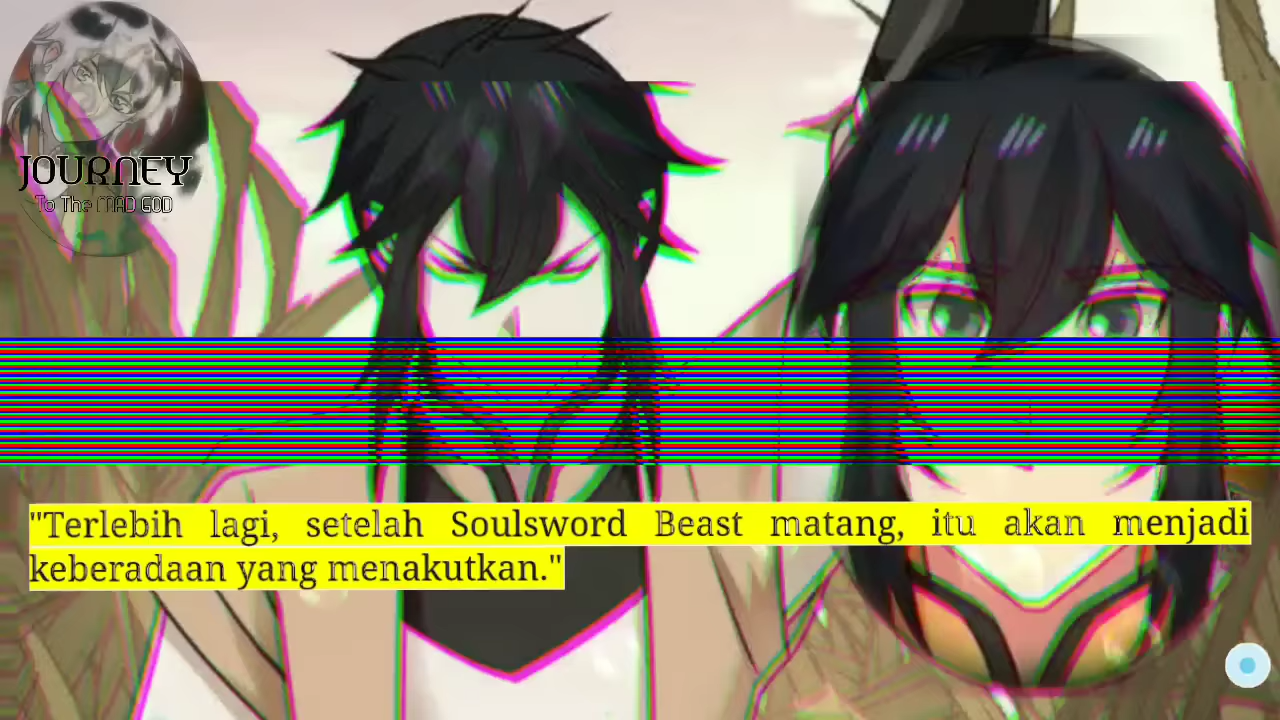 JOURNEY
To The MAD GOD
"Terlebih lagi, setelah Soulsword Beast matang, itu akan menjadi
keberadaan yang menakutkan."